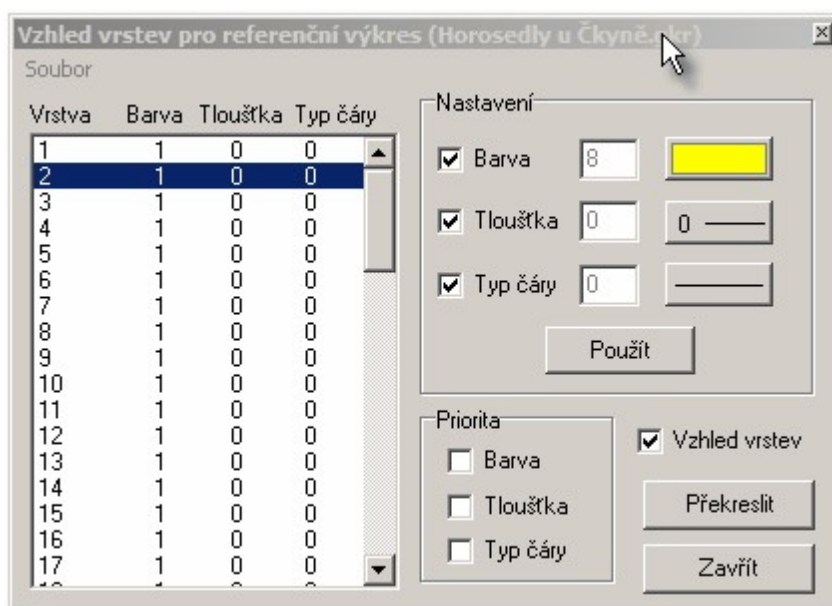 Vzhled vrstev pro referenční výkres (Horosedly u Čkyně.gkr)
Soubor
Vrstva Barva Tloušťka Typ čáry
1 1 0 0
2 1 0 0
3 1 0 0
4 1 0 0
5 1 0 0
6 1 0 0
7 1 0 0
8 1 0 0
9 1 0 0
10 1 0 0
11 1 0 0
12 1 0 0
13 1 0 0
14 1 0 0
15 1 0 0
16 1 0 0
17 1 0 0
Nastavení
Barva 8
Tloušťka 0 0
Typ čáry 0
Použít
Priorita
Barva
Tloušťka
Typ čáry
Vzhled vrstev
Překreslit
Zavřít